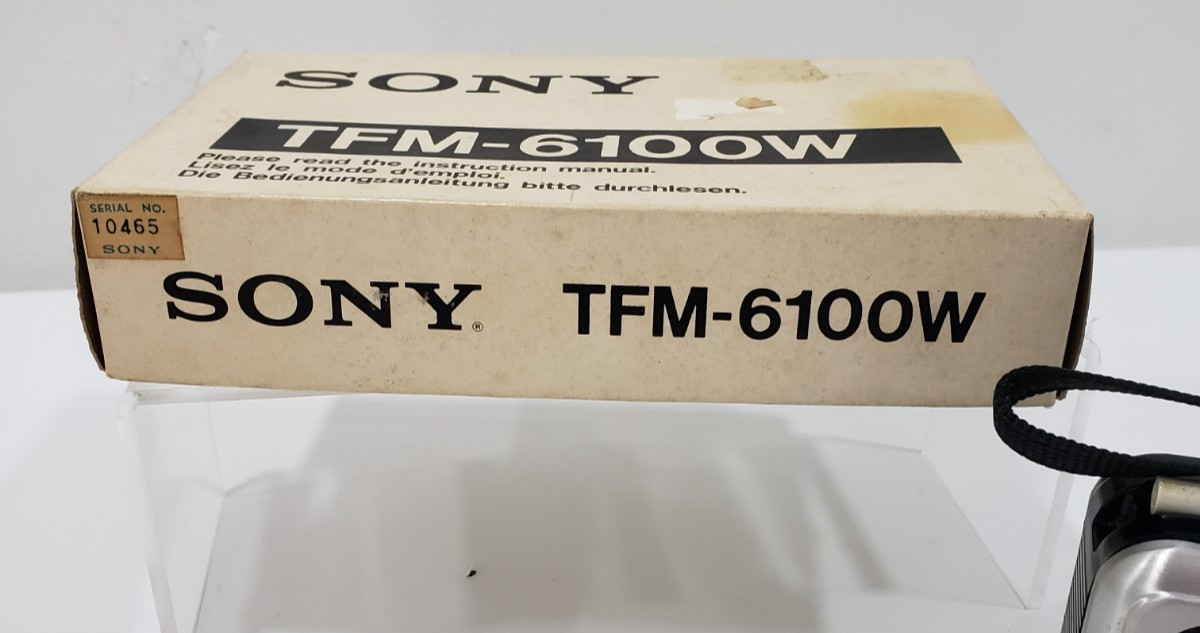 SONY
TFM-6100W
Please read the instruction manual.
Lisez le mode d'emploi.
Die Bedienungsanleitung bitte durchlesen.
SERIAL NO.
10465
SONY
SONY® TFM-6100W